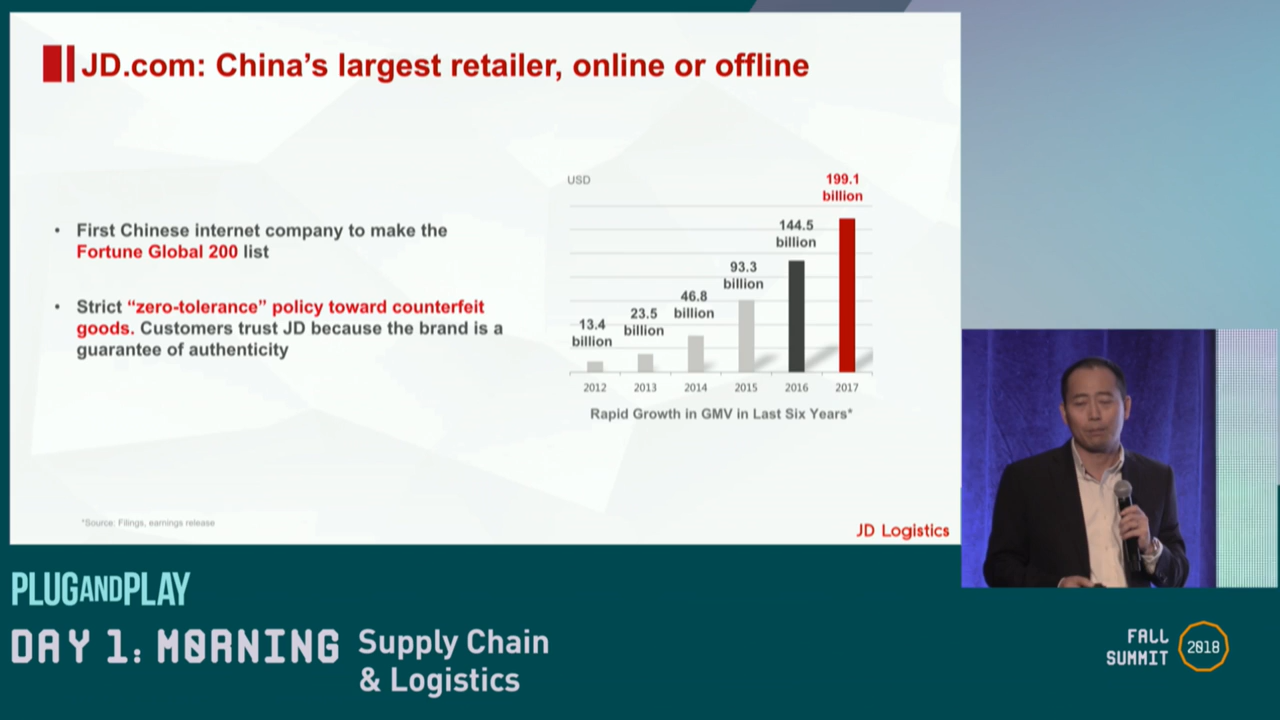 JD.com: China’s largest retailer, online or offline
• First Chinese internet company to make the
Fortune Global 200 list
• Strict “zero-tolerance” policy toward counterfeit
goods. Customers trust JD because the brand is a
guarantee of authenticity
USD
13.4
billion
23.5
billion
46.8
billion
93.3
billion
144.5
billion
199.1
billion
2012 2013 2014 2015 2016 2017
Rapid Growth in GMV in Last Six Years*
*Source: Filings, earnings release
JD Logistics
PLUGANDPLAY
DAY 1: MORNING
Supply Chain
& Logistics
FALL
SUMMIT
2018